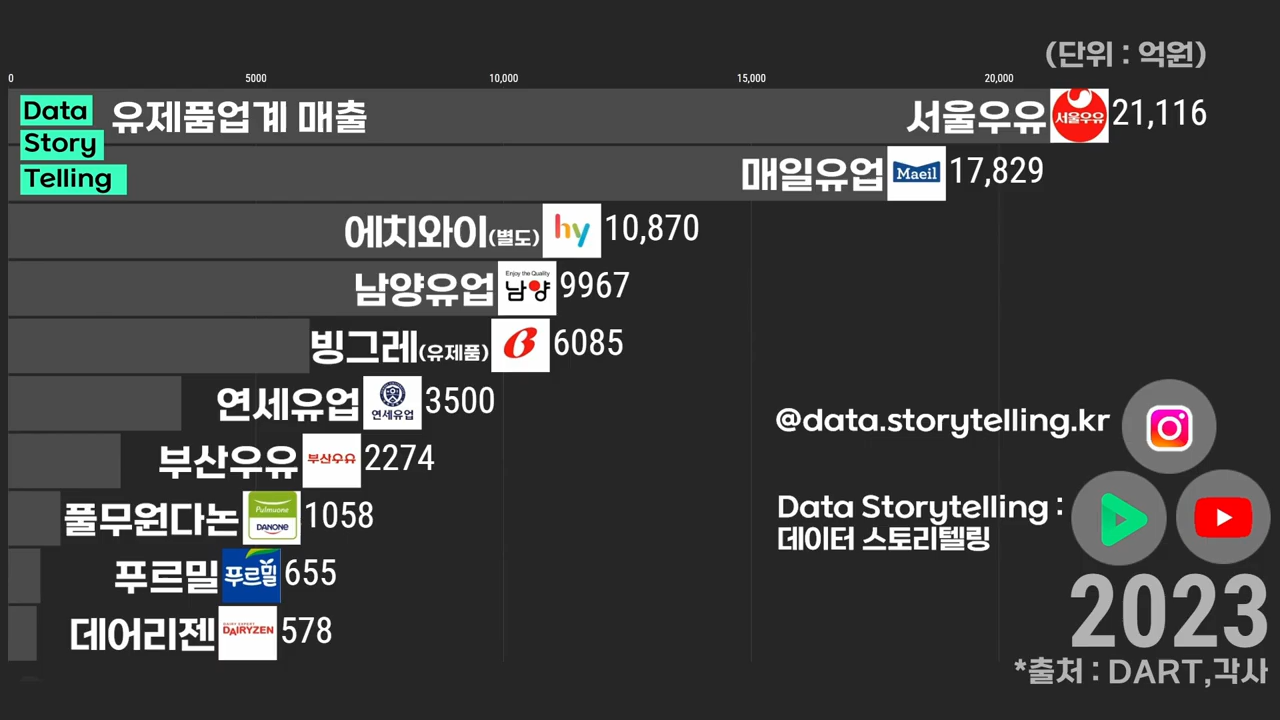 (단위 : 억원)
0 5000 10,000 15,000 20,000
Data
Story
Telling
유제품업계 매출
서울우유 서울우유 21,116
매일유업 Maeil 17,829
에치와이(별도) hy 10,870
남양유업 Enjoy the Quality 남양 9967
빙그레(유제품) B 6085
연세유업 연세유업 3500
부산우유 부산우유 2274
풀무원다논 Pulmuone DANONE 1058
푸르밀 푸르밀 655
데어리젠 DAIRY EXPERT DAIRYZEN 578
@data.storytelling.kr
Data Storytelling :
데이터 스토리텔링
2023
*출처 : DART,각사